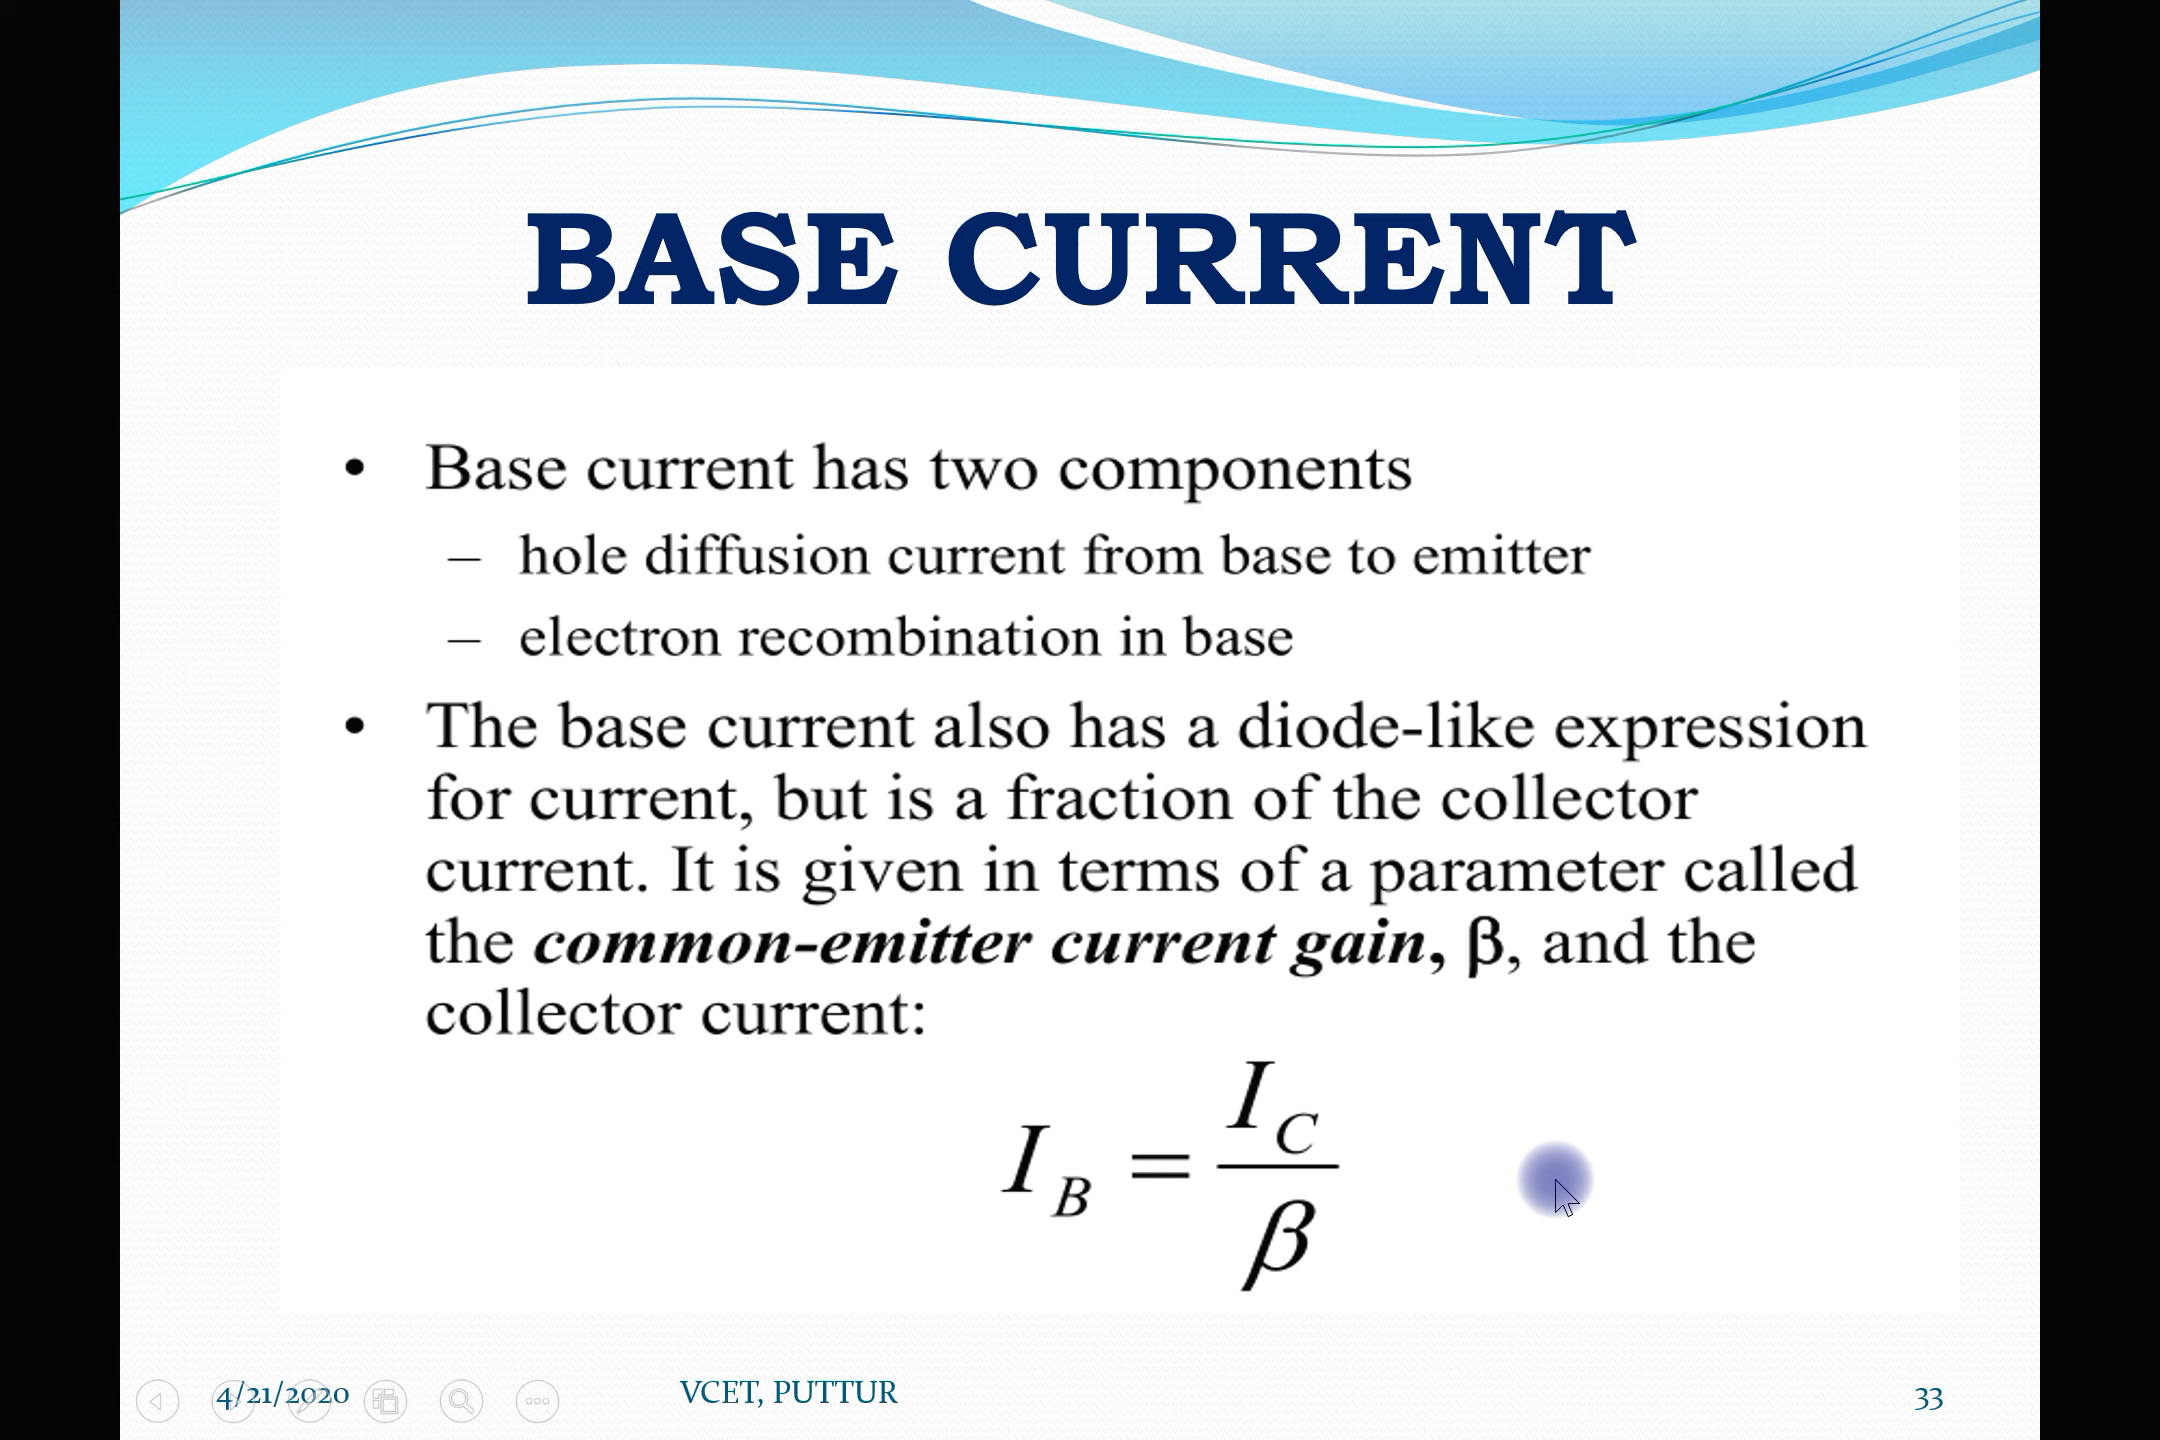 BASE CURRENT
• Base current has two components
– hole diffusion current from base to emitter
– electron recombination in base
• The base current also has a diode-like expression
for current, but is a fraction of the collector
current. It is given in terms of a parameter called
the common-emitter current gain, β, and the
collector current:
I_B = I_C / β
4/21/2020 VCET, PUTTUR 33